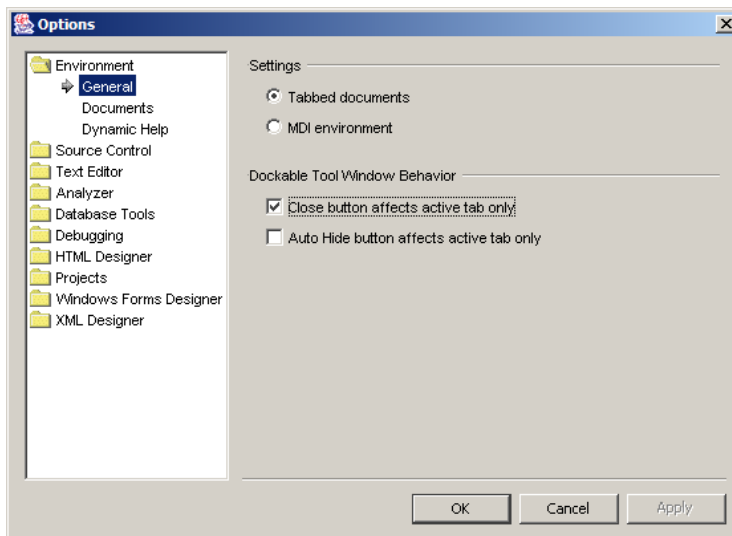 Options
Environment
General
Documents
Dynamic Help
Source Control
Text Editor
Analyzer
Database Tools
Debugging
HTML Designer
Projects
Windows Forms Designer
XML Designer
Settings
Tabbed documents
MDI environment
Dockable Tool Window Behavior
Close button affects active tab only
Auto Hide button affects active tab only
OK
Cancel
Apply